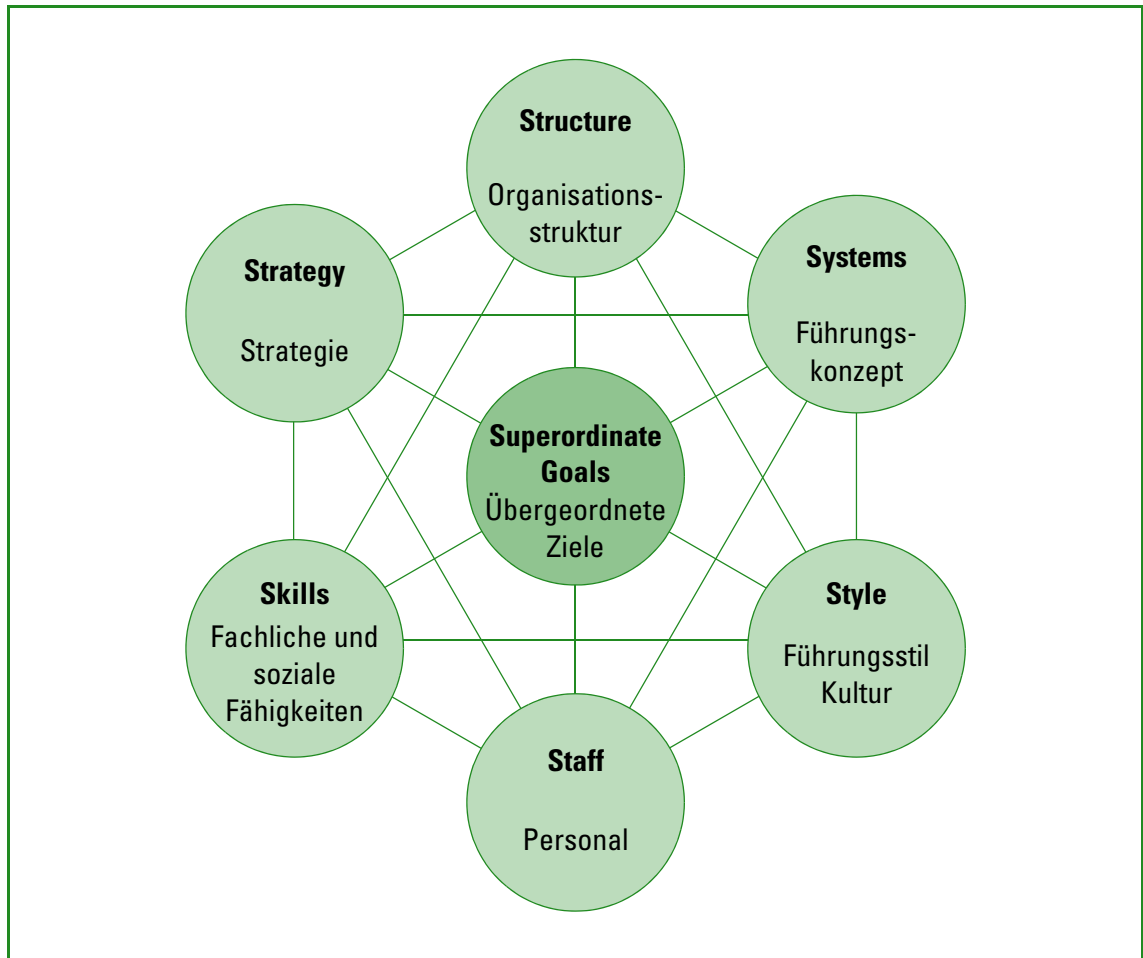 Structure
Organisations-
struktur
Strategy
Strategie
Systems
Führungs-
konzept
Superordinate
Goals
Übergeordnete
Ziele
Skills
Fachliche und
soziale
Fähigkeiten
Style
Führungsstil
Kultur
Staff
Personal